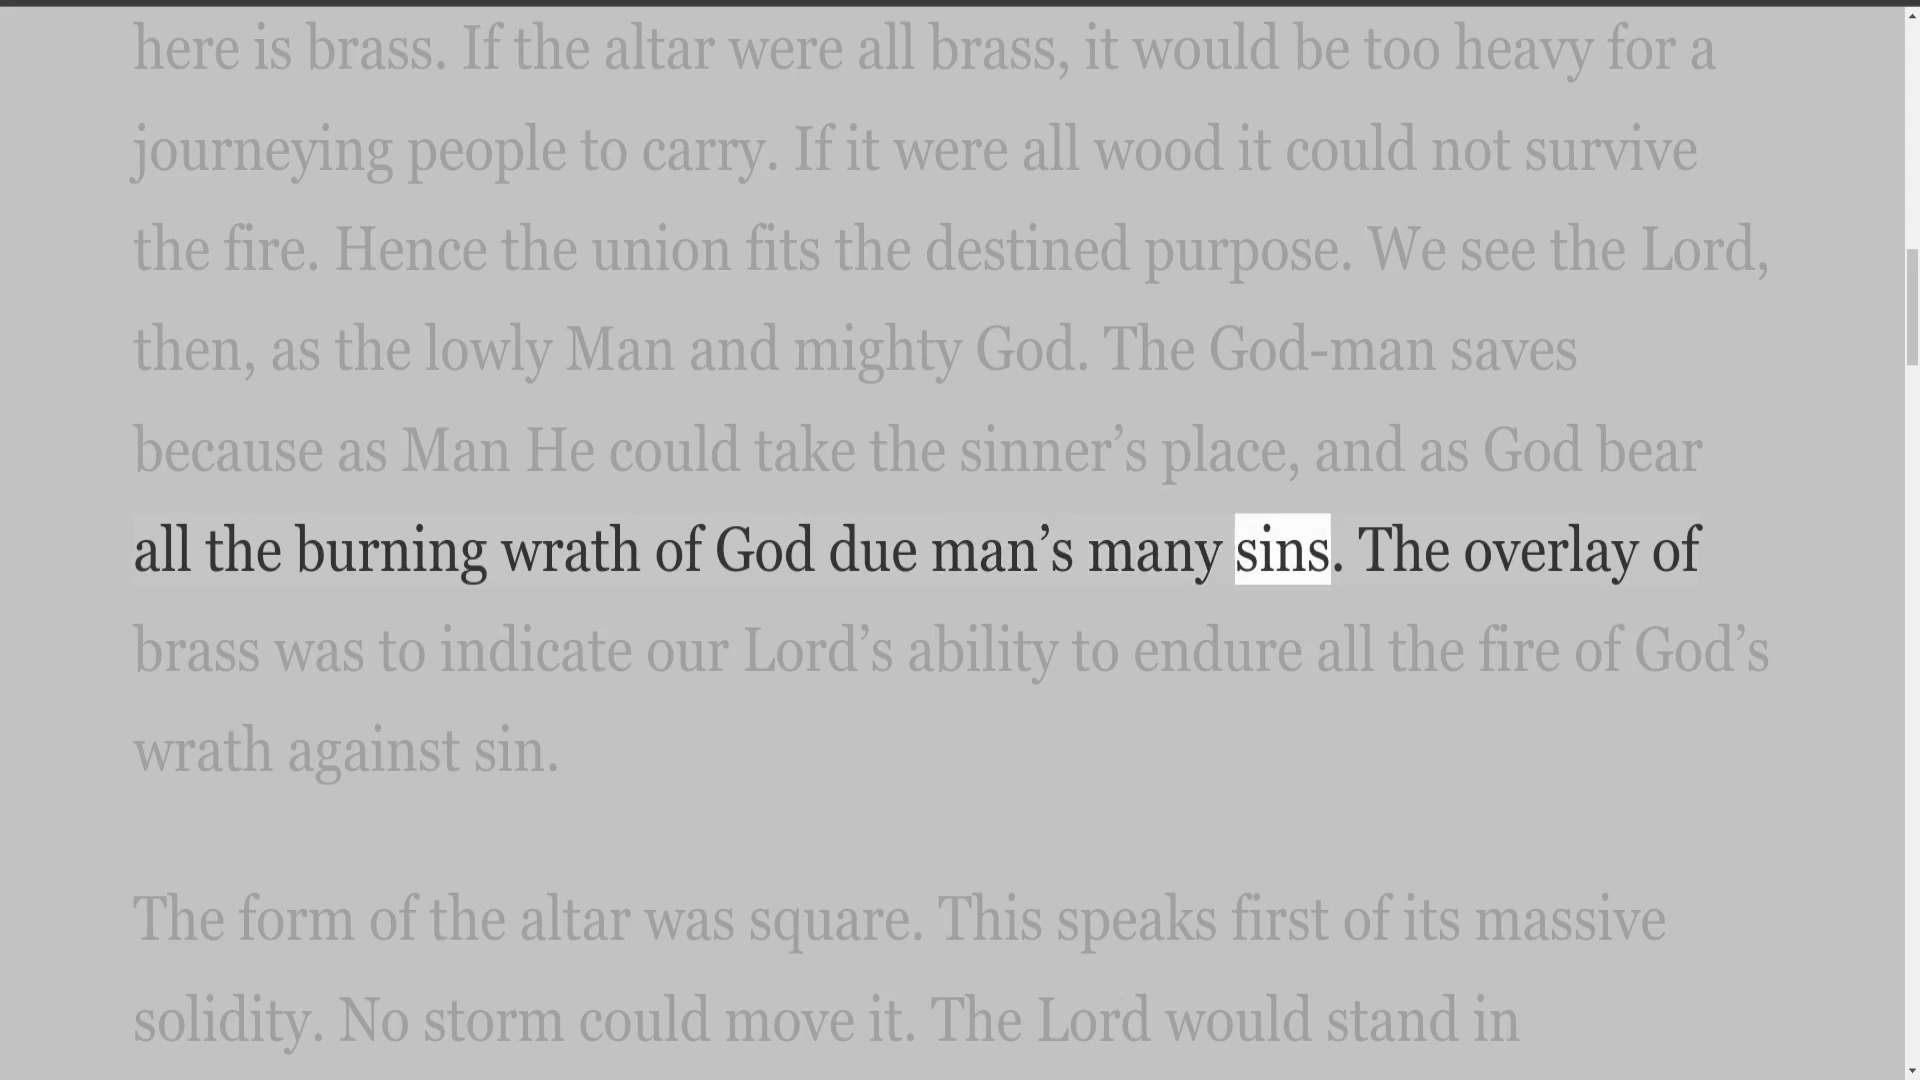 here is brass. If the altar were all brass, it would be too heavy for a
journeying people to carry. If it were all wood it could not survive
the fire. Hence the union fits the destined purpose. We see the Lord,
then, as the lowly Man and mighty God. The God-man saves
because as Man He could take the sinner’s place, and as God bear
all the burning wrath of God due man’s many sins. The overlay of
brass was to indicate our Lord’s ability to endure all the fire of God’s
wrath against sin.
The form of the altar was square. This speaks first of its massive
solidity. No storm could move it. The Lord would stand in